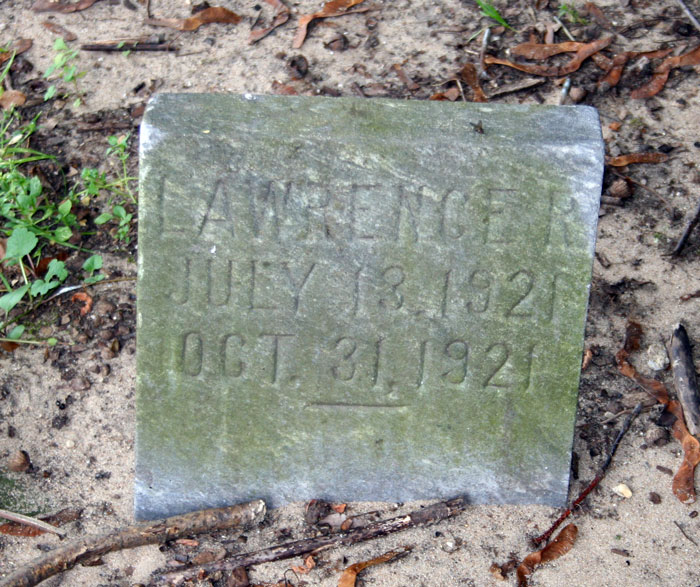 LAWRENCE R
JULY 13, 1921
OCT. 31, 1921